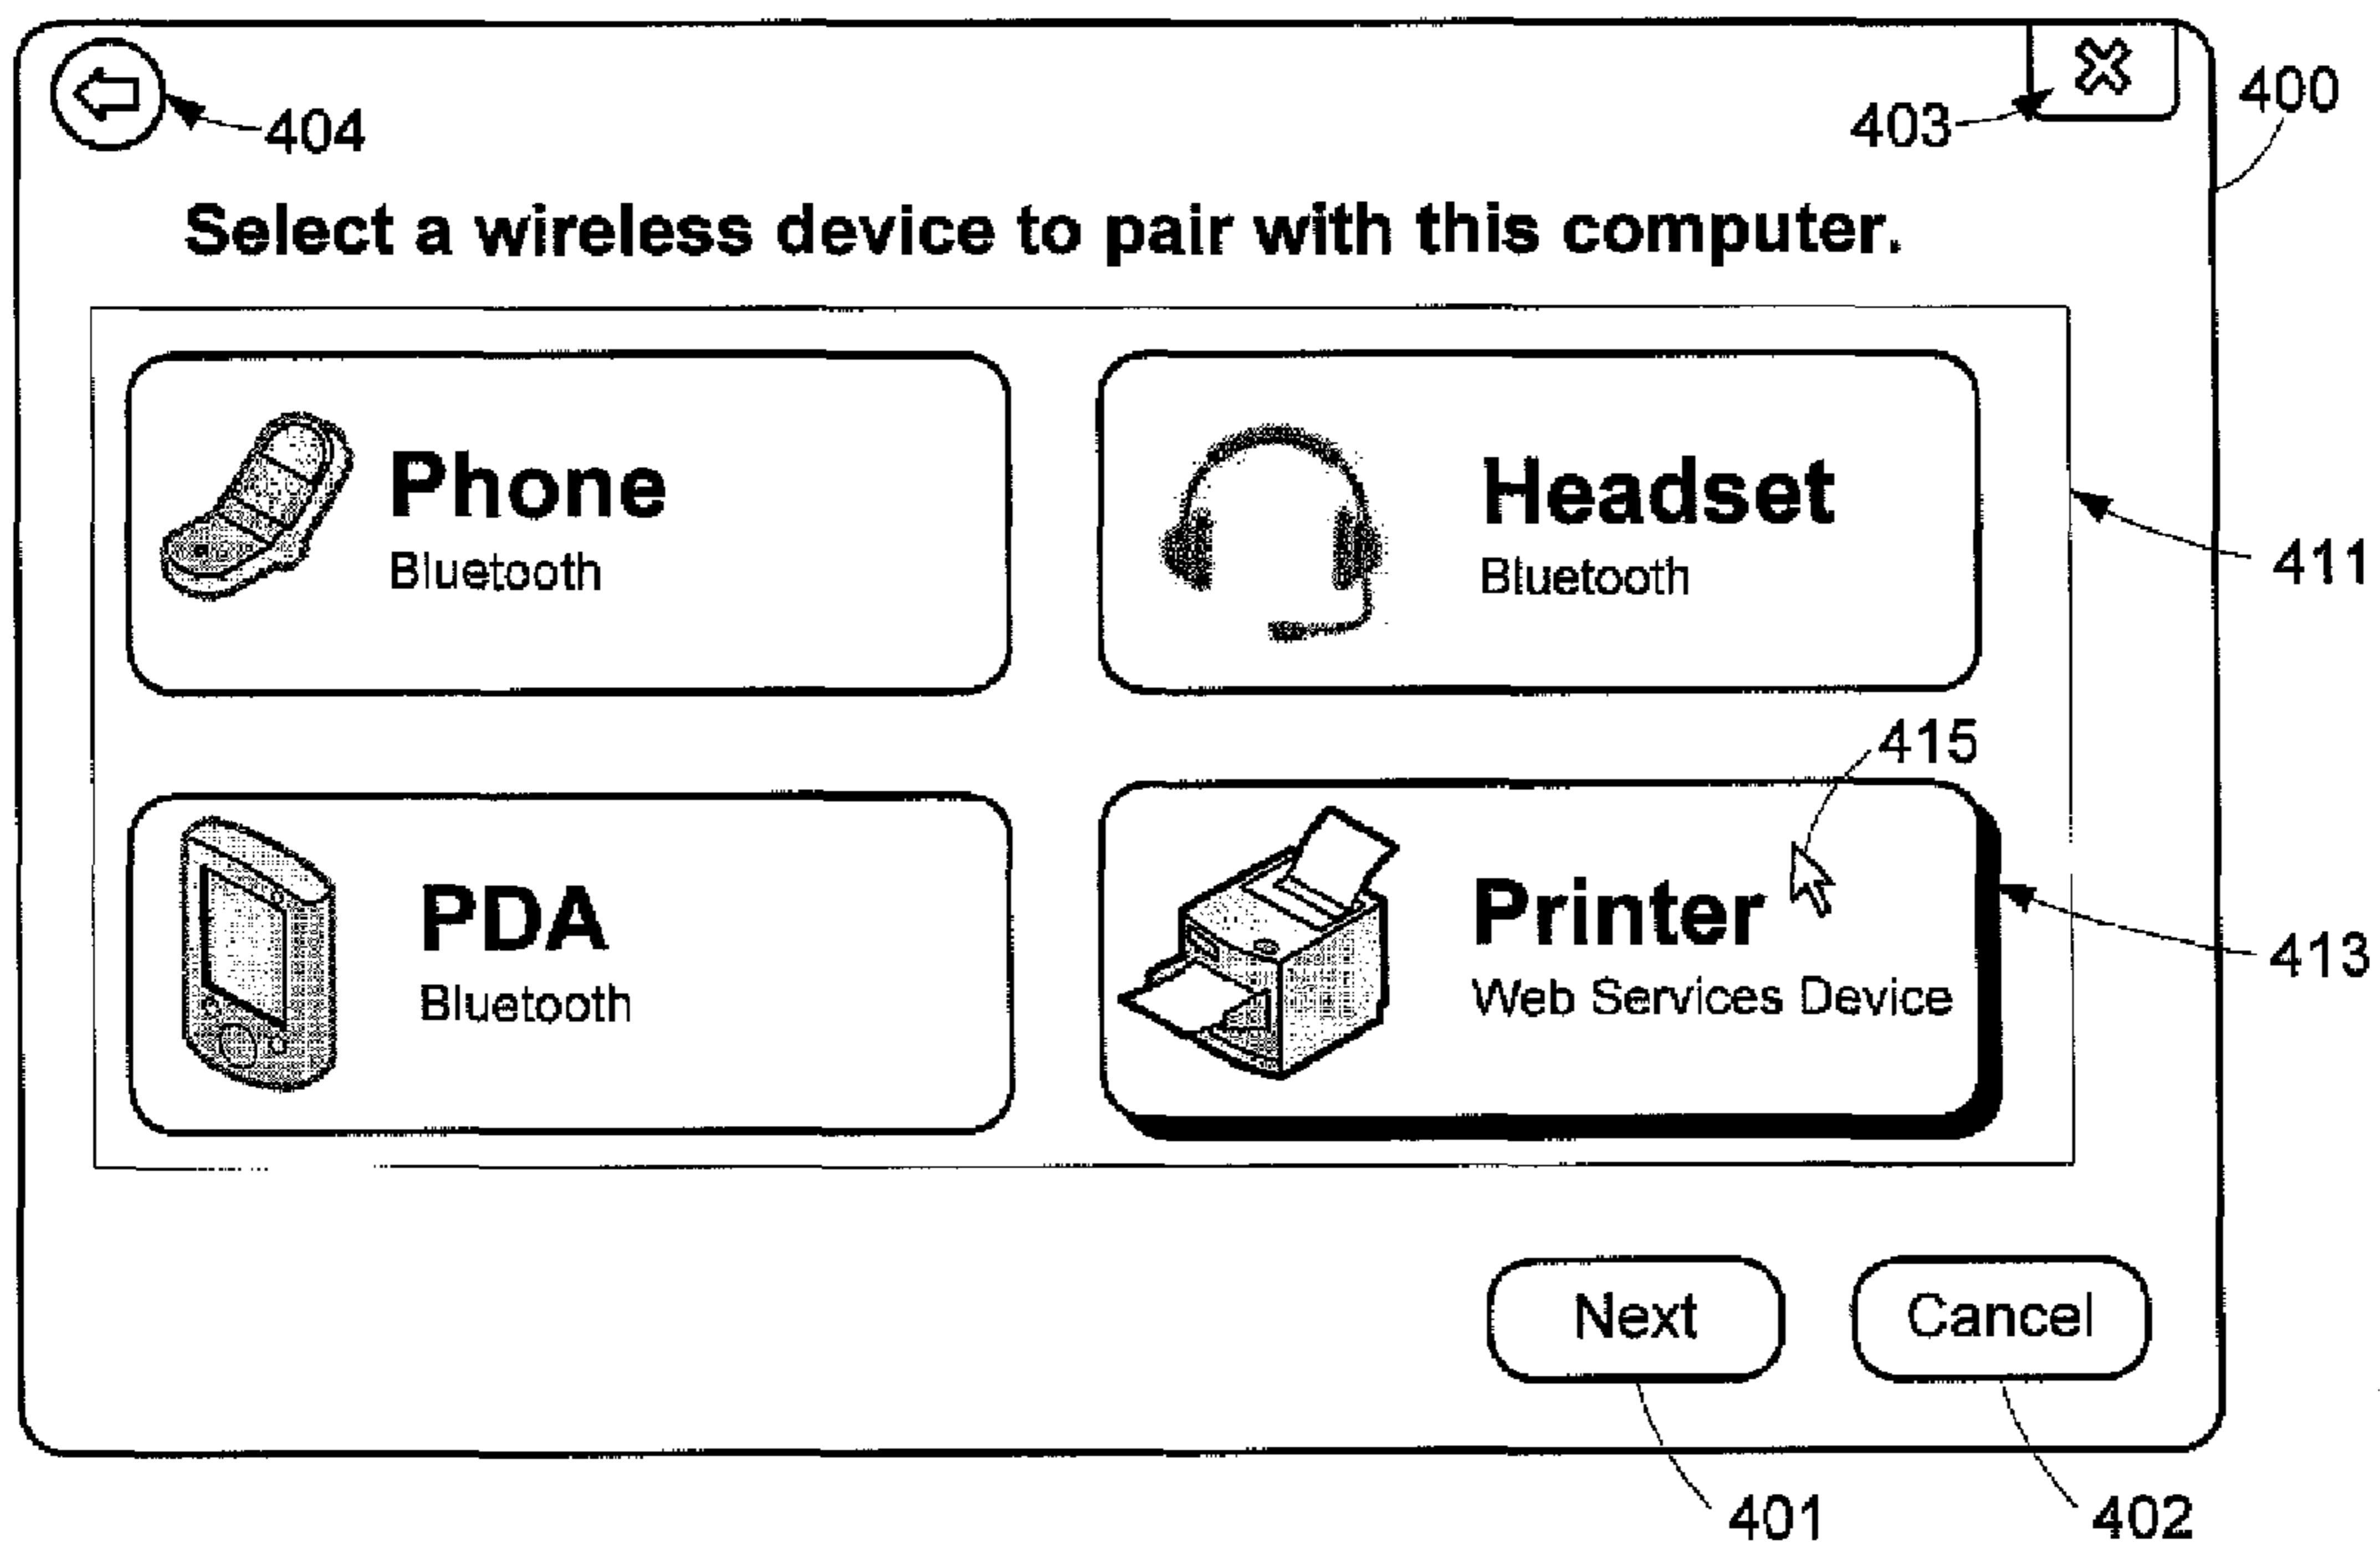 404
403
400
Select a wireless device to pair with this computer.
Phone
Bluetooth
Headset
Bluetooth
411
415
PDA
Bluetooth
Printer
Web Services Device
413
Next
Cancel
401
402